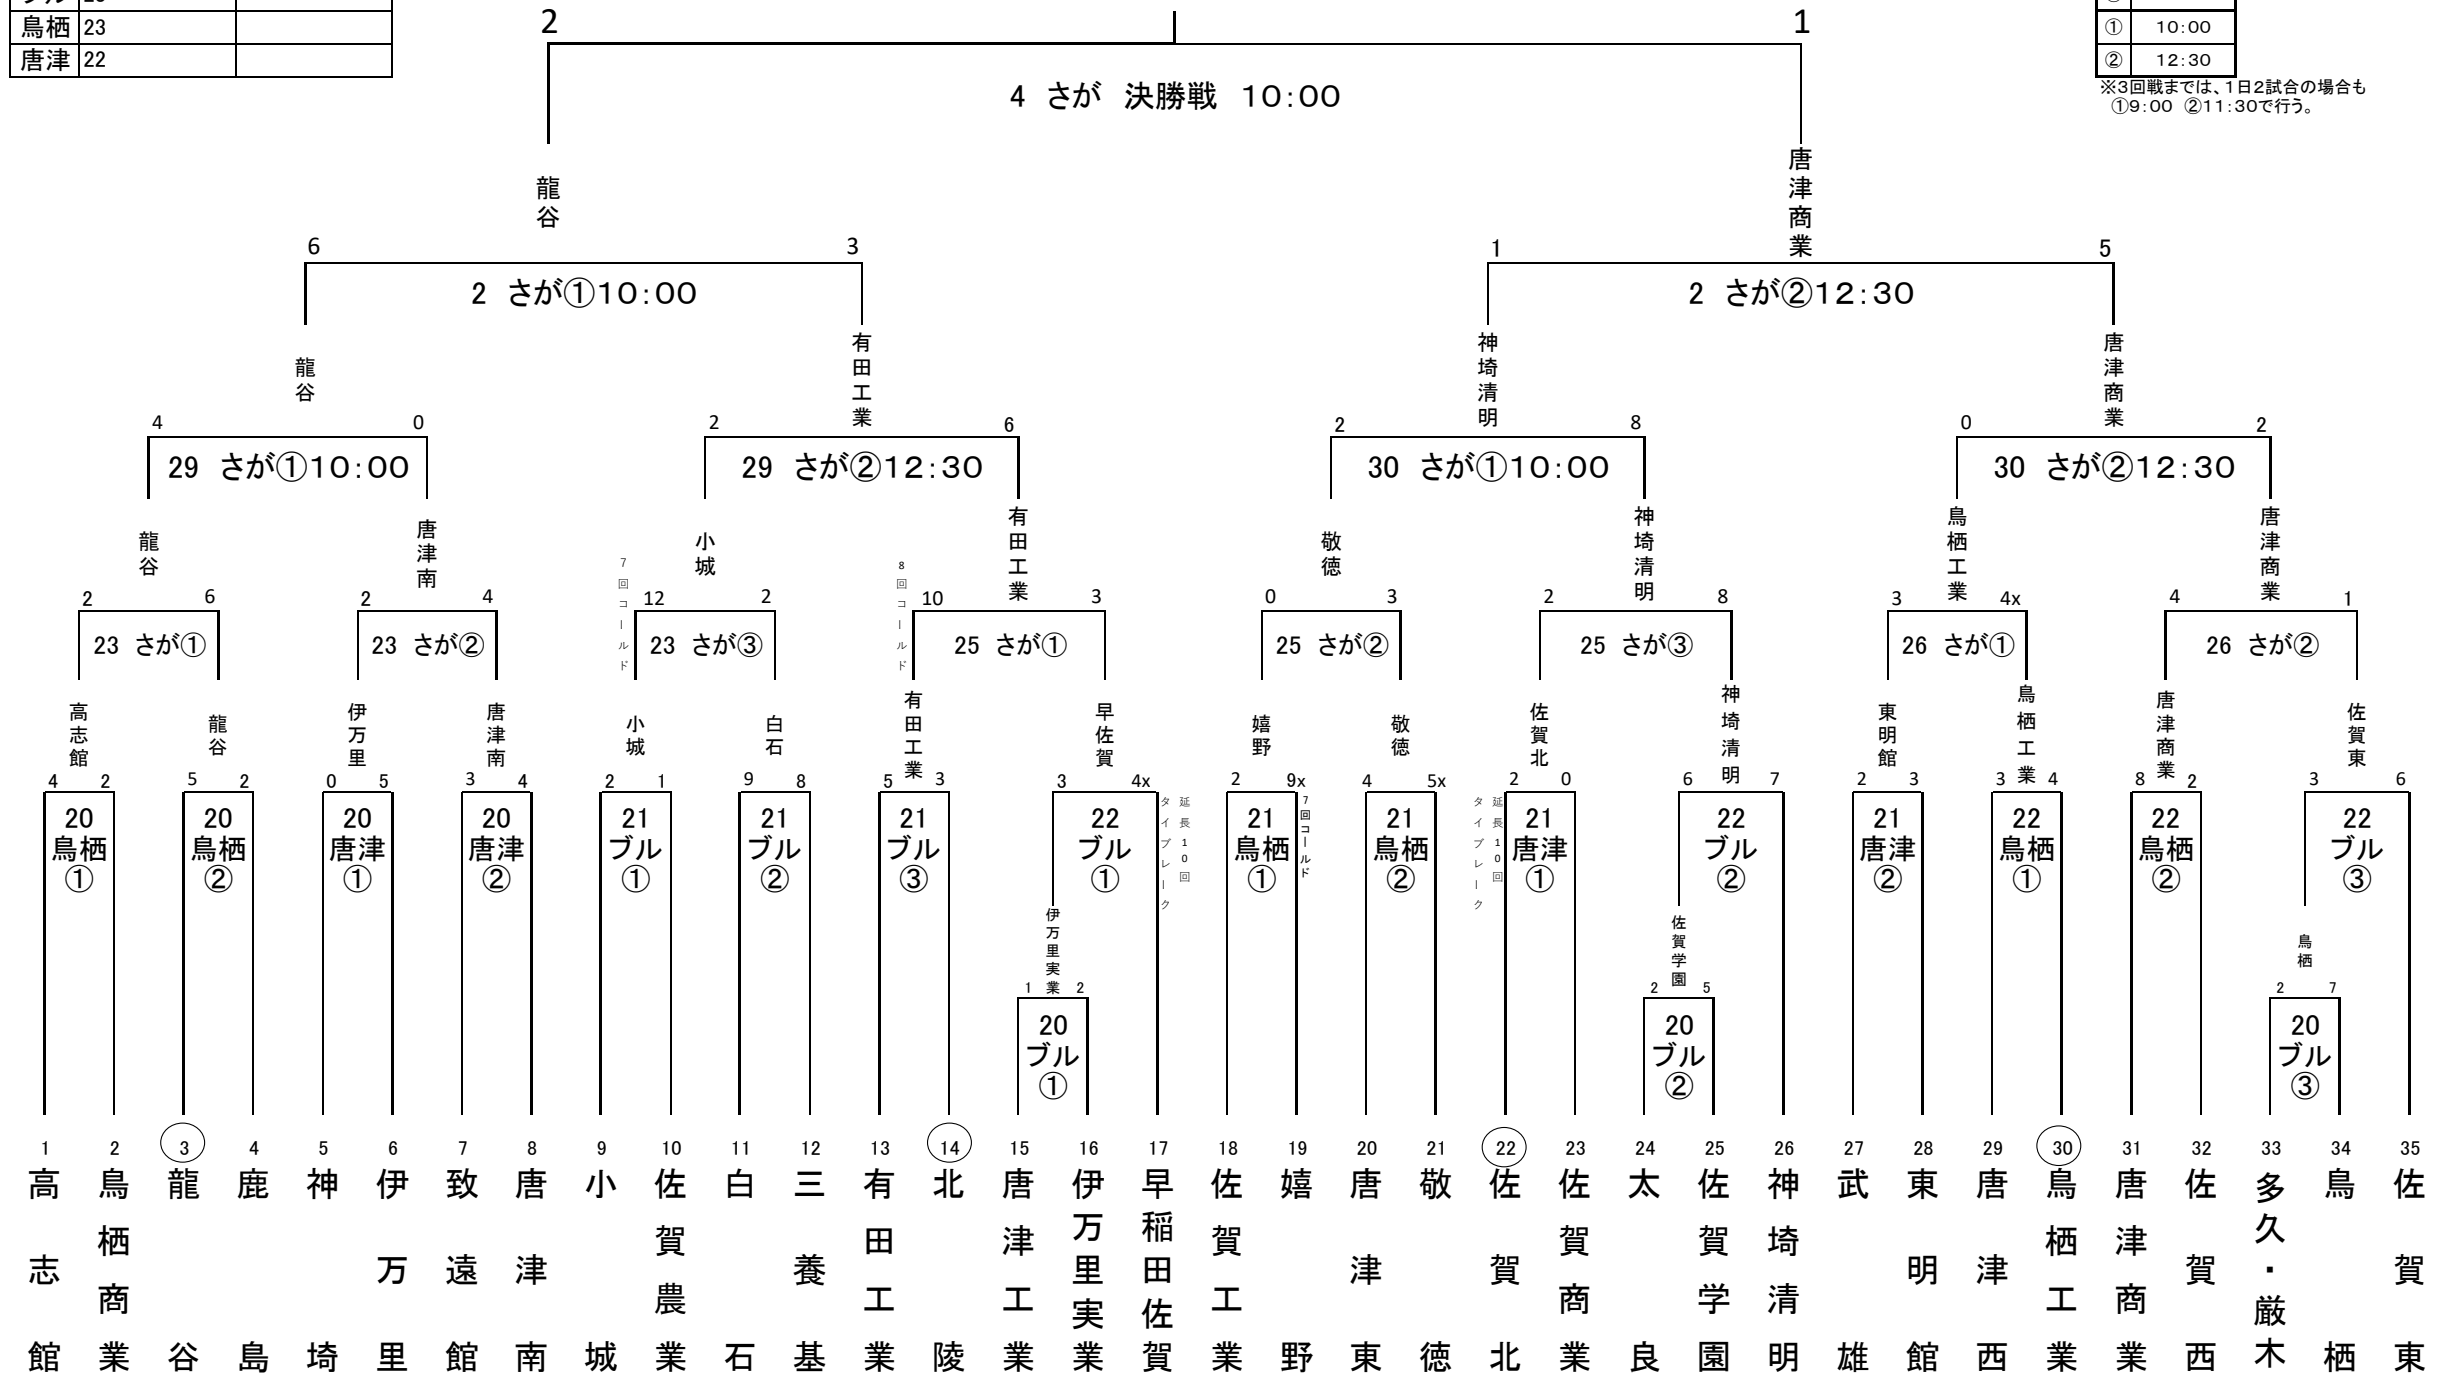 鳥栖 23
唐津 22
① 10:00
② 12:30
※3回戦までは、1日2試合の場合も
①9:00 ②11:30で行う。
2 1
4 さが 決勝戦 10:00
龍谷 唐津商業
6 3 1 5
2 さが①10:00 2 さが②12:30
龍谷 有田工業 神埼清明 唐津商業
4 0 2 6 2 8 0 2
29 さが①10:00 29 さが②12:30 30 さが①10:00 30 さが②12:30
龍谷 唐津南 小城 有田工業 敬徳 神埼清明 鳥栖工業 唐津商業
7回コールド 8回コールド
2 6 2 4 12 2 10 3 0 3 2 8 3 4x 4 1
23 さが① 23 さが② 23 さが③ 25 さが① 25 さが② 25 さが③ 26 さが① 26 さが②
高志館 龍谷 伊万里 唐津南 小城 白石 有田工業 早佐賀 嬉野 敬徳 佐賀北 神埼清明 東明館 鳥栖工業 唐津商業 佐賀東
4 2 5 2 0 5 3 4 2 1 9 8 5 3 3 4x 2 9x 4 5x 2 0 6 7 2 3 3 4 8 2 3 6
20 20 20 20 21 21 21 22 21 21 21 22 21 22 22 22
鳥栖 鳥栖 唐津 唐津 ブル ブル ブル ブル 鳥栖 鳥栖 唐津 ブル 唐津 鳥栖 鳥栖 ブル
① ② ① ② ① ② ③ ① ① ② ① ② ② ① ② ③
延長10回 タイブレーク 7回コールド 延長10回 タイブレーク
伊万里実業 佐賀学園 鳥栖
1 2 2 5 2 7
20 20 20
ブル ブル ブル
① ② ③
1 2 3 4 5 6 7 8 9 10 11 12 13 14 15 16 17 18 19 20 21 22 23 24 25 26 27 28 29 30 31 32 33 34 35
高志館 鳥栖商業 龍谷 鹿島 神埼 伊万里 致遠館 唐津南 小城 佐賀農業 白石 三養基 有田工業 北陵 唐津工業 伊万里実業 早稲田佐賀 佐賀工業 嬉野 唐津東 敬徳 佐賀北 佐賀商業 太良 佐賀学園 神埼清明 武雄 東明館 唐津西 鳥栖工業 唐津商業 佐賀西 多久・厳木 鳥栖 佐賀東